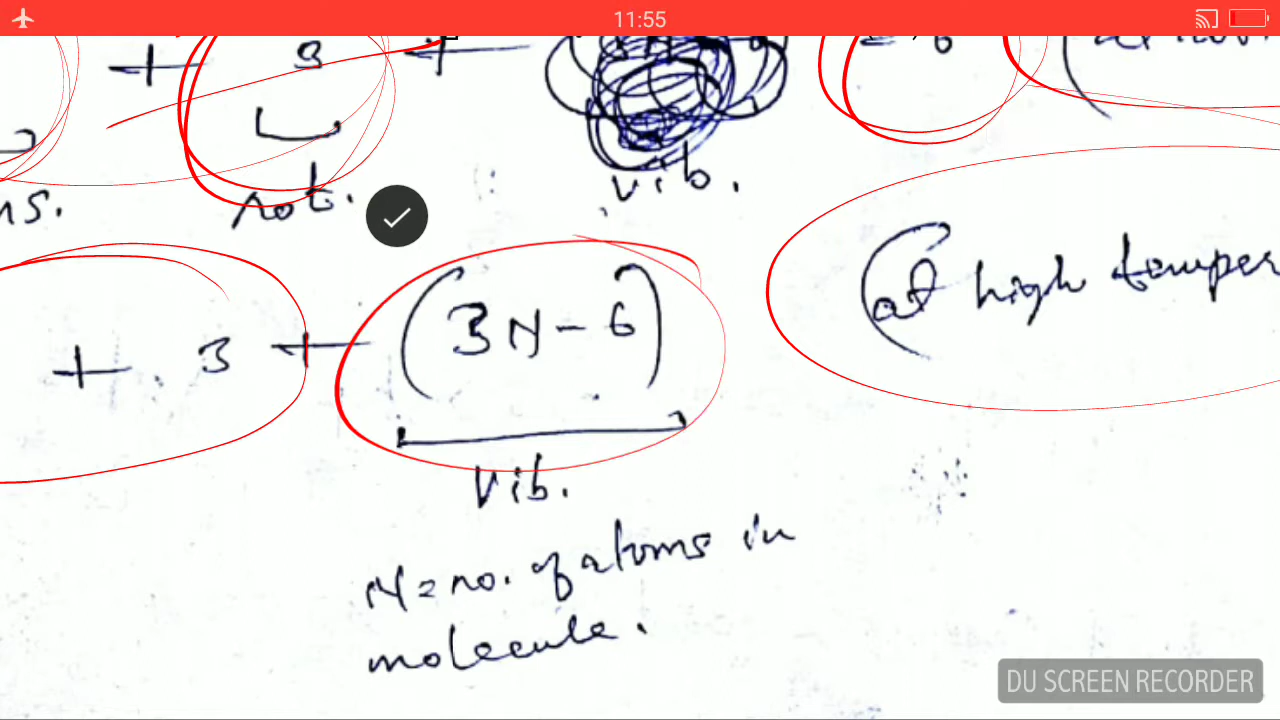 11:55
+ 3 +
ns. rot. vib.
+ 3 + (3N-6) (at high temper
Vib.
N = no. of atoms in
molecule.
DU SCREEN RECORDER